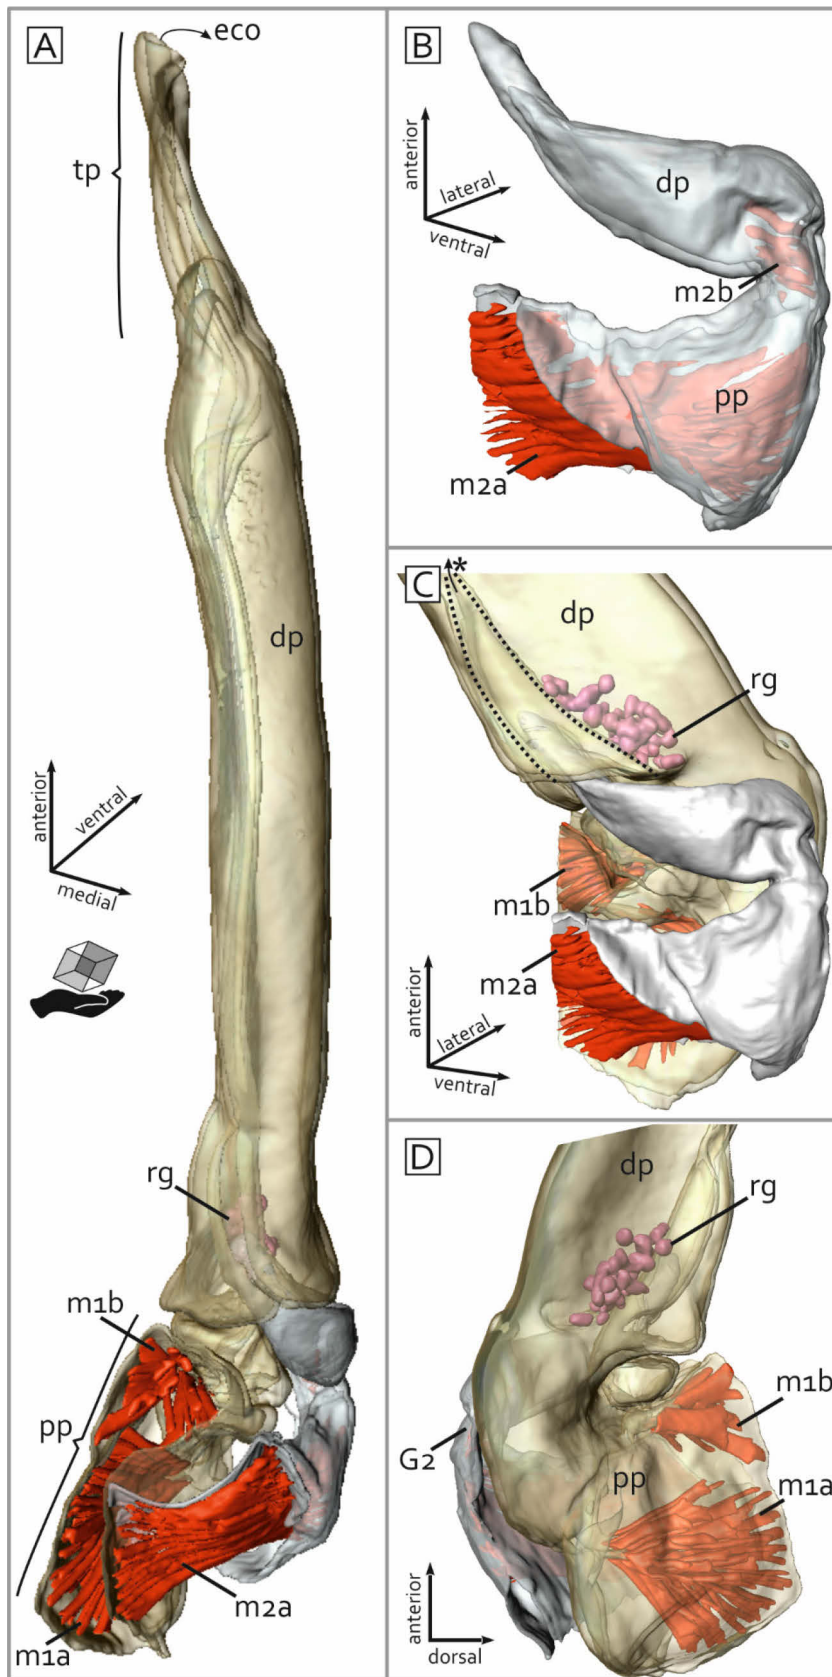 A
eco
tp
dp
anterior
ventral
medial
rg
m1b
pp
m2a
m1a
B
anterior
lateral
ventral
dp
m2b
pp
m2a
C
*
dp
rg
m1b
m2a
anterior
lateral
ventral
D
dp
rg
m1b
G2
pp
m1a
anterior
dorsal